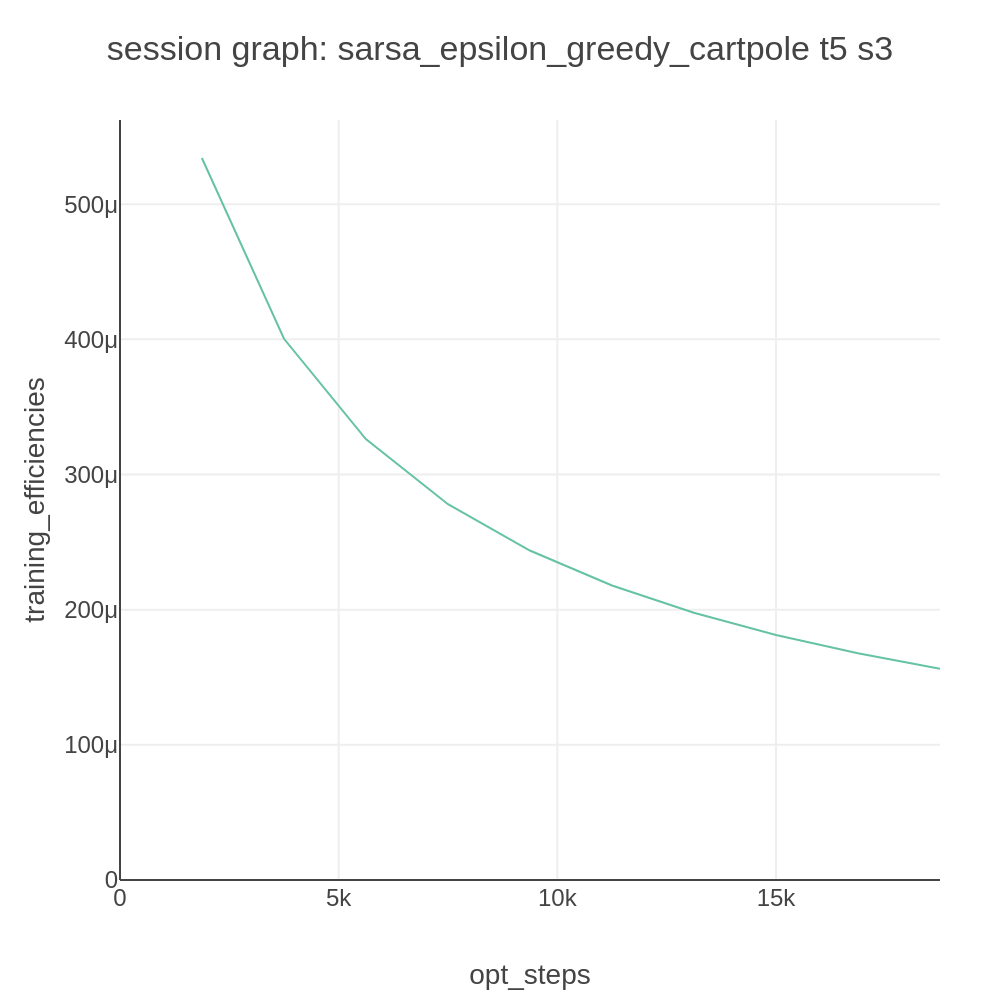 session graph: sarsa_epsilon_greedy_cartpole t5 s3
training_efficiencies
500μ
400μ
300μ
200μ
100μ
0
0 5k 10k 15k
opt_steps